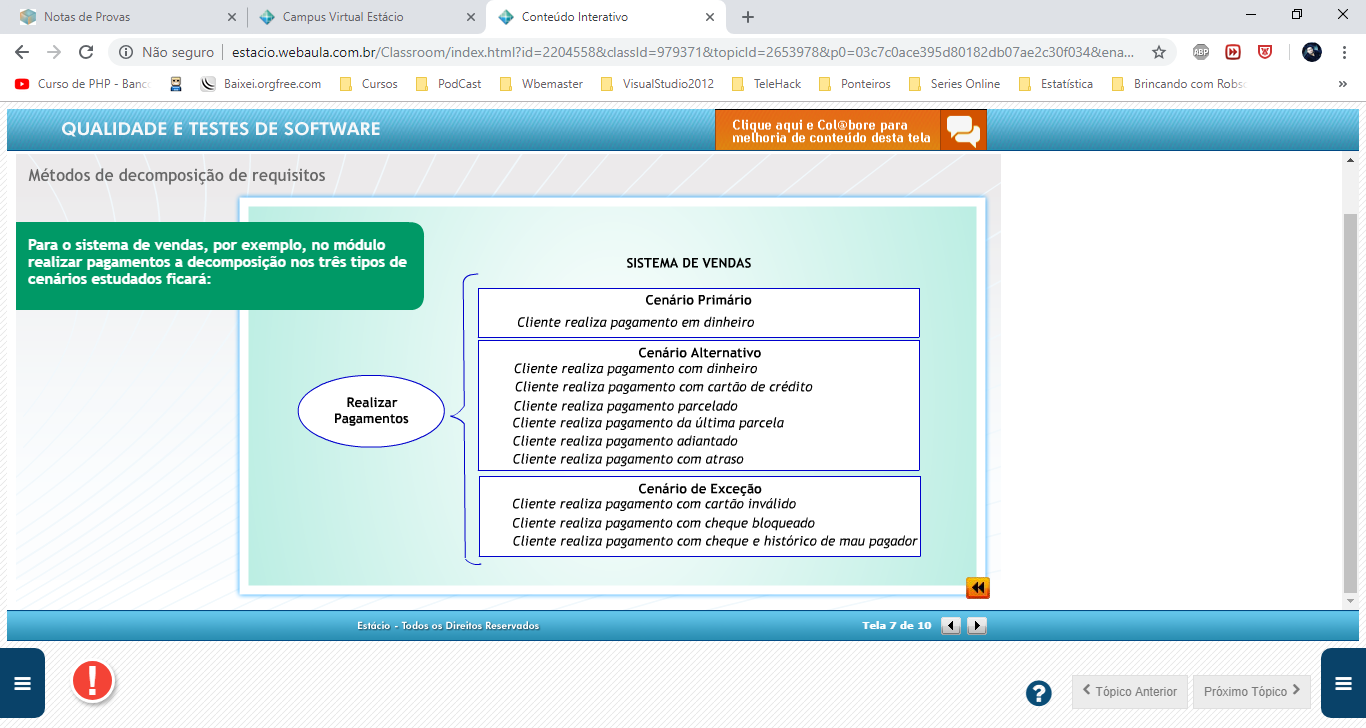 Notas de Provas
Campus Virtual Estácio
Conteúdo Interativo
Não seguro
estacio.webaula.com.br/Classroom/index.html?id=2204558&classId=979371&topicId=2653978&p0=03c7c0ace395d80182db07ae2c30f034&ena...
ABP
Curso de PHP - Banc
Baixei.orgfree.com
Cursos
PodCast
Wbemaster
VisualStudio2012
TeleHack
Ponteiros
Series Online
Estatística
Brincando com Robso
»
QUALIDADE E TESTES DE SOFTWARE
Clique aqui e Col@bore para
melhoria de conteúdo desta tela
Métodos de decomposição de requisitos
Para o sistema de vendas, por exemplo, no módulo
realizar pagamentos a decomposição nos três tipos de
cenários estudados ficará:
SISTEMA DE VENDAS
Cenário Primário
Cliente realiza pagamento em dinheiro
Cenário Alternativo
Cliente realiza pagamento com dinheiro
Cliente realiza pagamento com cartão de crédito
Cliente realiza pagamento parcelado
Cliente realiza pagamento da última parcela
Cliente realiza pagamento adiantado
Cliente realiza pagamento com atraso
Realizar
Pagamentos
Cenário de Exceção
Cliente realiza pagamento com cartão inválido
Cliente realiza pagamento com cheque bloqueado
Cliente realiza pagamento com cheque e histórico de mau pagador
Estácio - Todos os Direitos Reservados
Tela 7 de 10
!
?
Tópico Anterior
Próximo Tópico